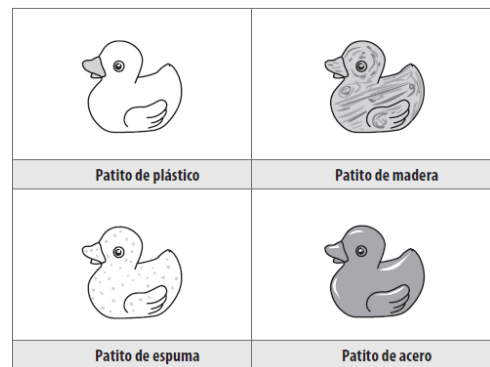 Patito de plástico
Patito de madera
Patito de espuma
Patito de acero